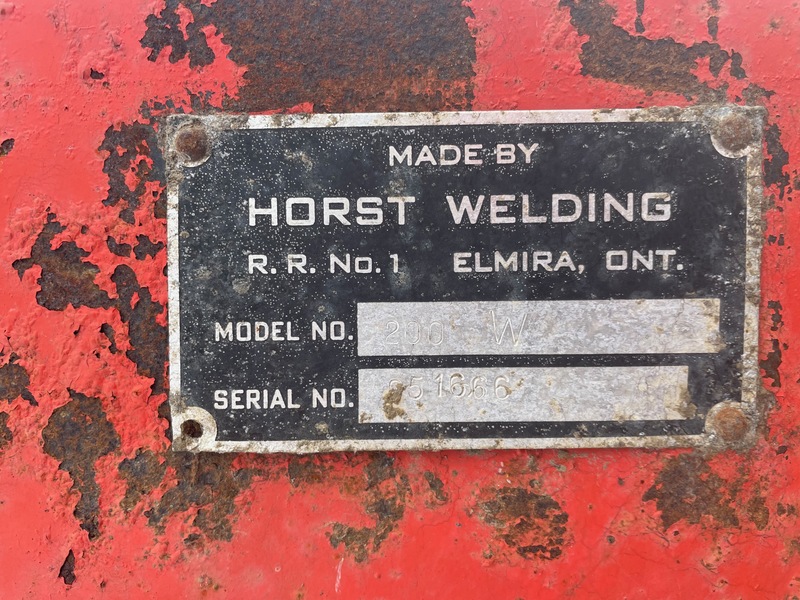 MADE BY
HORST WELDING
R. R. No. 1 ELMIRA, ONT.
MODEL NO. 200 W
SERIAL NO.